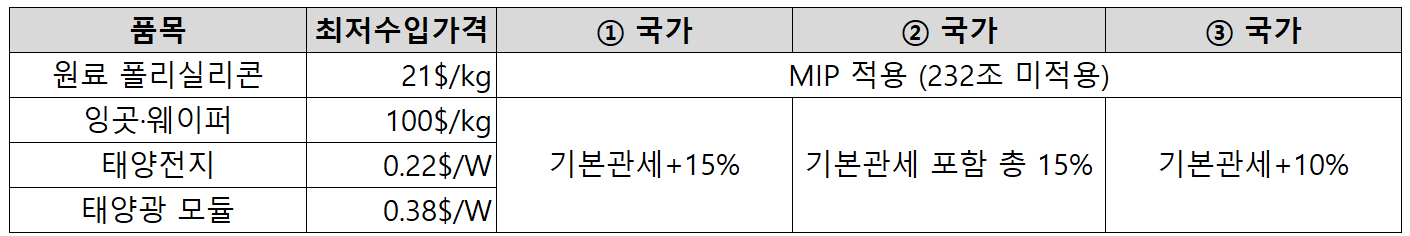 품목 최저수입가격 ① 국가 ② 국가 ③ 국가
원료 폴리실리콘 21$/kg MIP 적용 (232조 미적용)
잉곳·웨이퍼 100$/kg
태양전지 0.22$/W 기본관세+15% 기본관세 포함 총 15% 기본관세+10%
태양광 모듈 0.38$/W